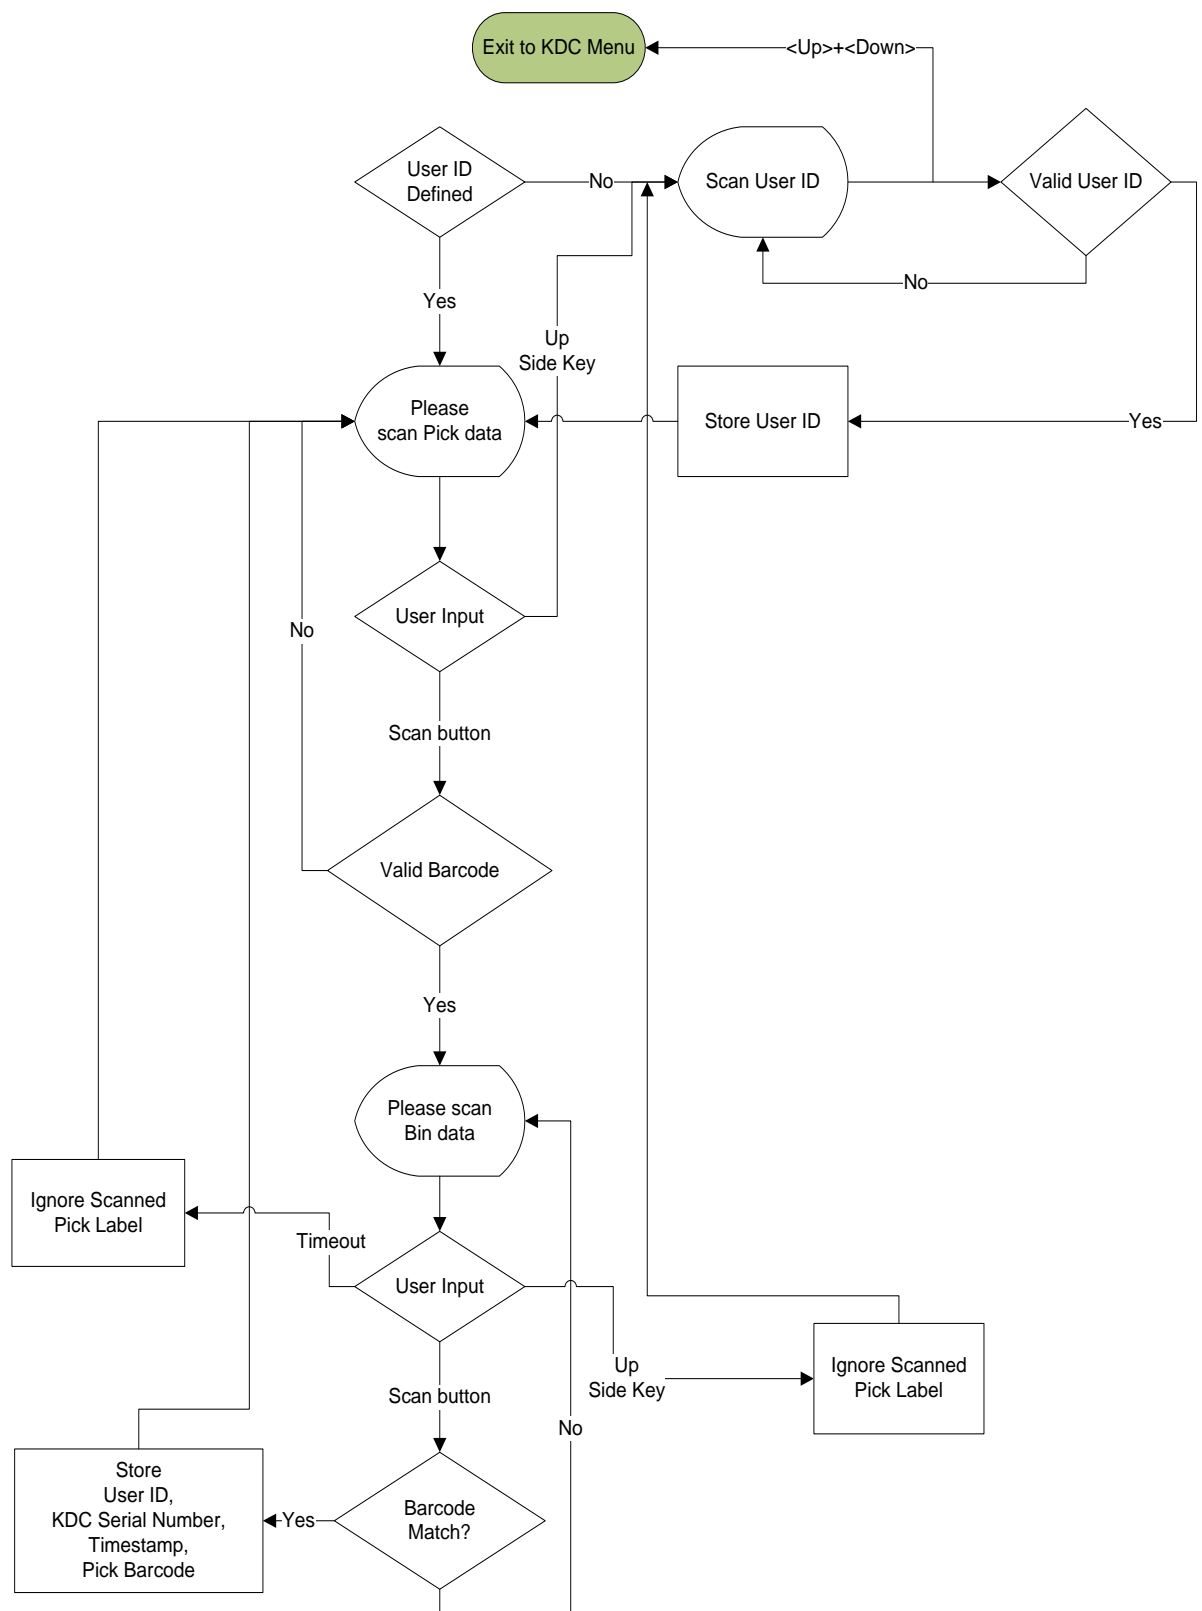 Exit to KDC Menu
<Up>+<Down>
User ID
Defined
No
Scan User ID
Valid User ID
No
Yes
Up
Side Key
Please
scan Pick data
Store User ID
Yes
User Input
No
Scan button
Valid Barcode
Yes
Please scan
Bin data
Ignore Scanned
Pick Label
Timeout
User Input
Up
Side Key
Ignore Scanned
Pick Label
Scan button
No
Store
User ID,
KDC Serial Number,
Timestamp,
Pick Barcode
Yes
Barcode
Match?